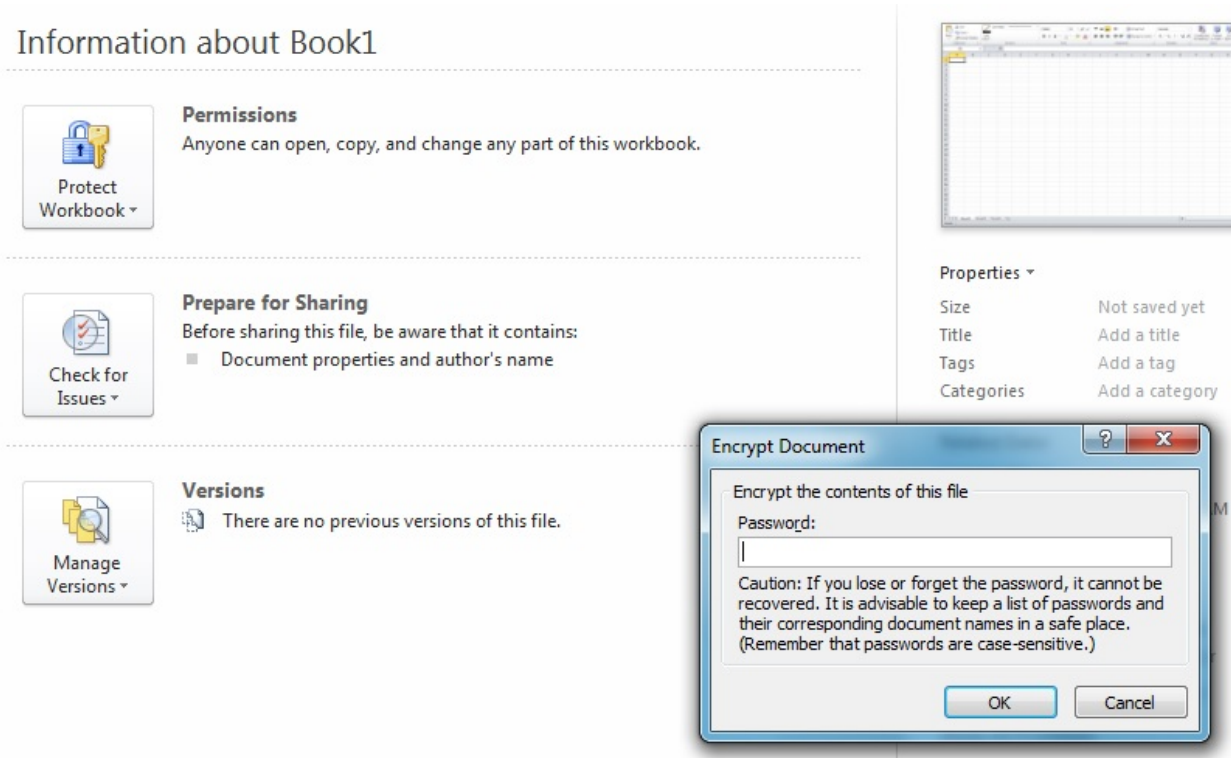 Information about Book1
Permissions
Anyone can open, copy, and change any part of this workbook.
Protect
Workbook
Prepare for Sharing
Before sharing this file, be aware that it contains:
Document properties and author's name
Check for
Issues
Versions
There are no previous versions of this file.
Manage
Versions
Properties
Size Not saved yet
Title Add a title
Tags Add a tag
Categories Add a category
Encrypt Document
?
X
Encrypt the contents of this file
Password:
Caution: If you lose or forget the password, it cannot be
recovered. It is advisable to keep a list of passwords and
their corresponding document names in a safe place.
(Remember that passwords are case-sensitive.)
OK Cancel
M
r